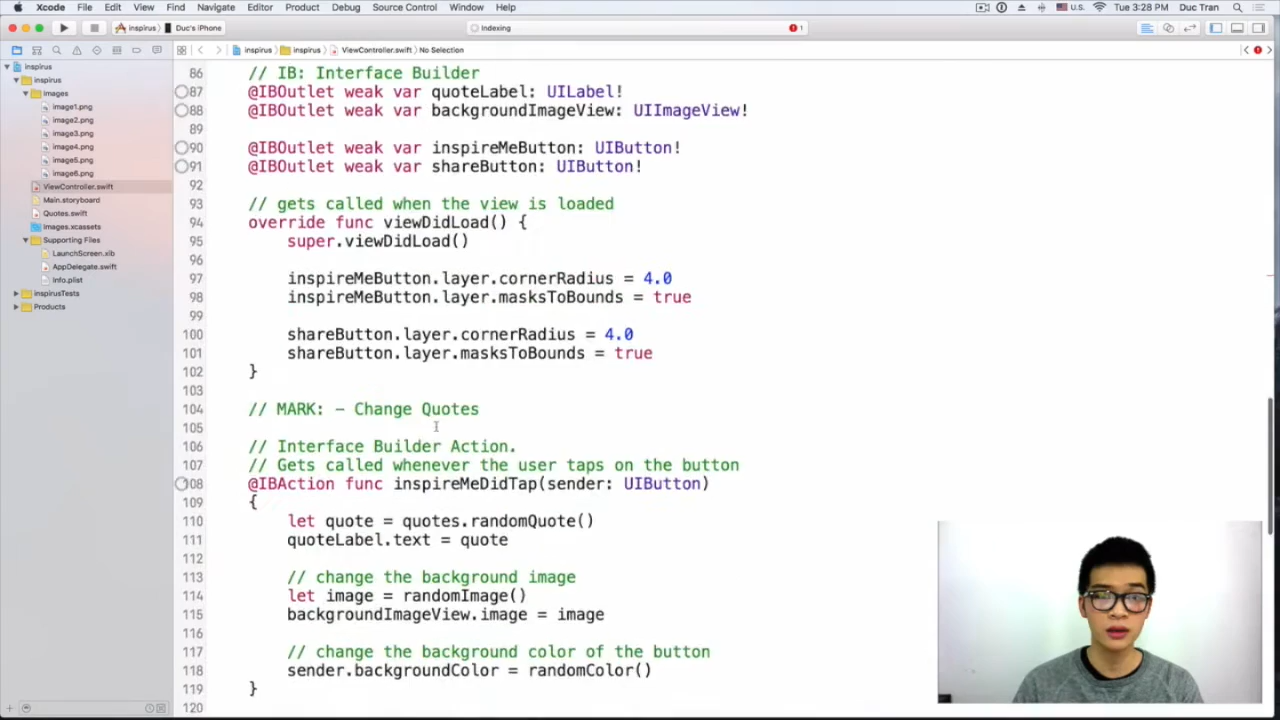 Xcode File Edit View Find Navigate Editor Product Debug Source Control Window Help U.S. Tue 3:28 PM Duc Tran
inspirus Duc's iPhone Indexing 1
inspirus inspirus ViewController.swift No Selection
inspirus
inspirus
images
image1.png
image2.png
image3.png
image4.png
image5.png
image6.png
ViewController.swift
Main.storyboard
Quotes.swift
Images.xcassets
Supporting Files
LaunchScreen.xib
AppDelegate.swift
Info.plist
inspirusTests
Products
86 // IB: Interface Builder
87 @IBOutlet weak var quoteLabel: UILabel!
88 @IBOutlet weak var backgroundImageView: UIImageView!
89
90 @IBOutlet weak var inspireMeButton: UIButton!
91 @IBOutlet weak var shareButton: UIButton!
92
93 // gets called when the view is loaded
94 override func viewDidLoad() {
95 super.viewDidLoad()
96
97 inspireMeButton.layer.cornerRadius = 4.0
98 inspireMeButton.layer.masksToBounds = true
99
100 shareButton.layer.cornerRadius = 4.0
101 shareButton.layer.masksToBounds = true
102 }
103
104 // MARK: - Change Quotes
105
106 // Interface Builder Action.
107 // Gets called whenever the user taps on the button
108 @IBAction func inspireMeDidTap(sender: UIButton)
109 {
110 let quote = quotes.randomQuote()
111 quoteLabel.text = quote
112
113 // change the background image
114 let image = randomImage()
115 backgroundImageView.image = image
116
117 // change the background color of the button
118 sender.backgroundColor = randomColor()
119 }
120